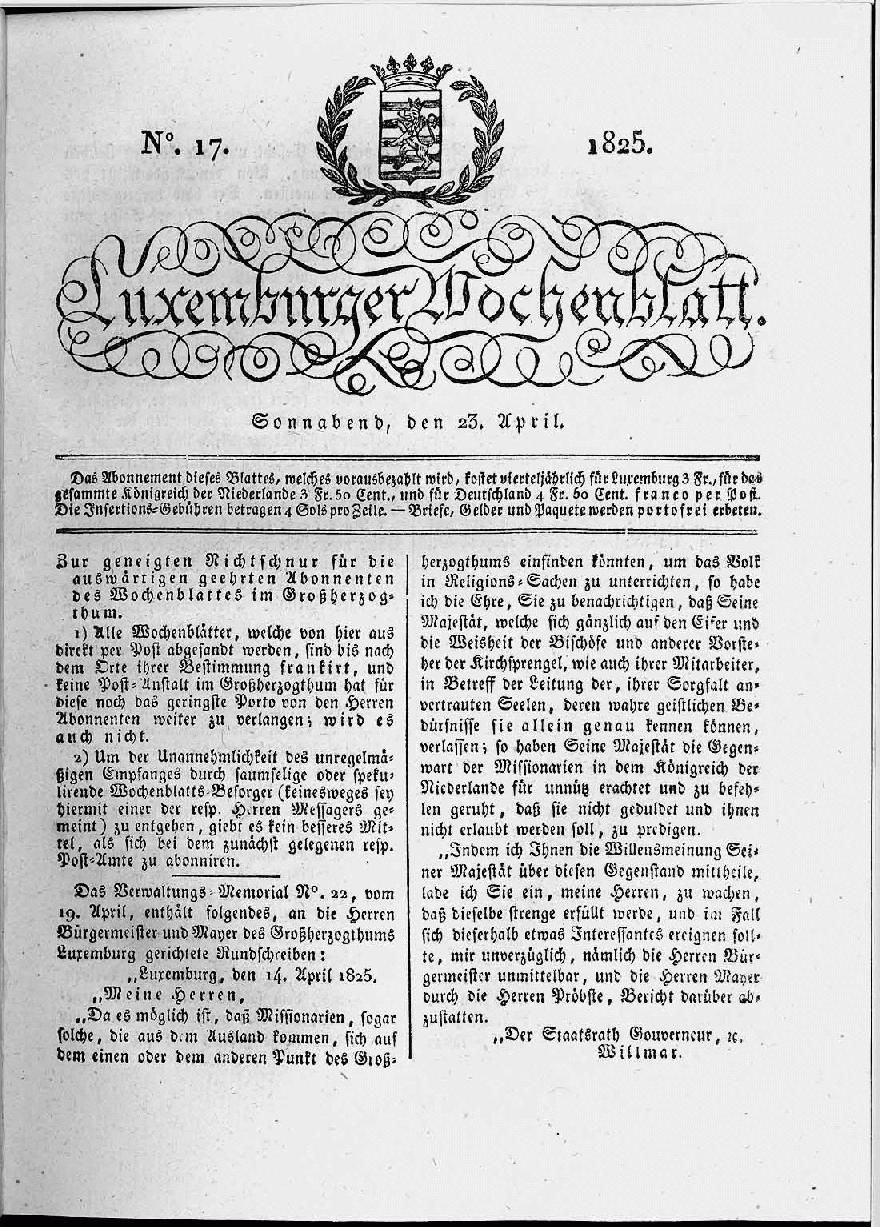 N°. 17.
1825.
Luxemburger Wochenblatt.
Sonnabend, den 23. April.
Das Abonnement dieses Blattes, welches vorausbezahlt wird, kostet vierteljährlich für Luxemburg 3 Fr., für das
gesammte Königreich der Niederlande 3 Fr. 50 Cent., und für Deutschland 4 Fr. 60 Cent. franco per Post.
Die Insertions-Gebühren betragen 4 Sols pro Zeile. — Briefe, Gelder und Paquete werden portofrei erbeten.
Zur geneigten Richtschnur für die
auswärtigen geehrten Abonnenten
des Wochenblattes im Großherzog-
thum.
1) Alle Wochenblätter, welche von hier aus
direkt per Post abgesandt werden, sind bis nach
dem Orte ihrer Bestimmung frankirt, und
keine Post-Anstalt im Großherzogthum hat für
diese noch das geringste Porto von den Herren
Abonnenten weiter zu verlangen; wird es
auch nicht.
2) Um der Unannehmlichkeit des unregelmä-
ßigen Empfanges durch saumselige oder speku-
lirende Wochenblatts-Besorger (keinesweges sey
hiermit einer der resp. Herren Messagers ge-
meint) zu entgehen, giebt es kein besseres Mit-
tel, als sich bei dem zunächst gelegenen resp.
Post-Amte zu abonniren.
Das Verwaltungs-Memorial N°. 22, vom
19. April, enthält folgendes, an die Herren
Bürgermeister und Mayer des Großherzogthums
Luxemburg gerichtete Rundschreiben:
„Luxemburg, den 14. April 1825.
„Meine Herren,
„Da es möglich ist, daß Missionarien, sogar
solche, die aus dem Ausland kommen, sich auf
dem einen oder dem anderen Punkt des Groß-
herzogthums einfinden könnten, um das Volk
in Religions-Sachen zu unterrichten, so habe
ich die Ehre, Sie zu benachrichtigen, daß Seine
Majestät, welche sich gänzlich auf den Eifer und
die Weisheit der Bischöfe und anderer Vorste-
her der Kirchsprengel, wie auch ihrer Mitarbeiter,
in Betreff der Leitung der, ihrer Sorgfalt an-
vertrauten Seelen, deren wahre geistlichen Be-
dürfnisse sie allein genau kennen können,
verlassen; so haben Seine Majestät die Gegen-
wart der Missionarien in dem Königreich der
Niederlande für unnütz erachtet und zu befeh-
len geruht, daß sie nicht geduldet und ihnen
nicht erlaubt werden soll, zu predigen.
„Indem ich Ihnen die Willensmeinung Sei-
ner Majestät über diesen Gegenstand mittheile,
lade ich Sie ein, meine Herren, zu wachen,
daß dieselbe strenge erfüllt werde, und im Fall
sich dieserhalb etwas Interessantes ereignen soll-
te, mir unverzüglich, nämlich die Herren Bür-
germeister unmittelbar, und die Herren Mayer
durch die Herren Pröbste, Bericht darüber ab-
zustatten.
„Der Staatsrath Gouverneur, ꝛc.
Willmar.